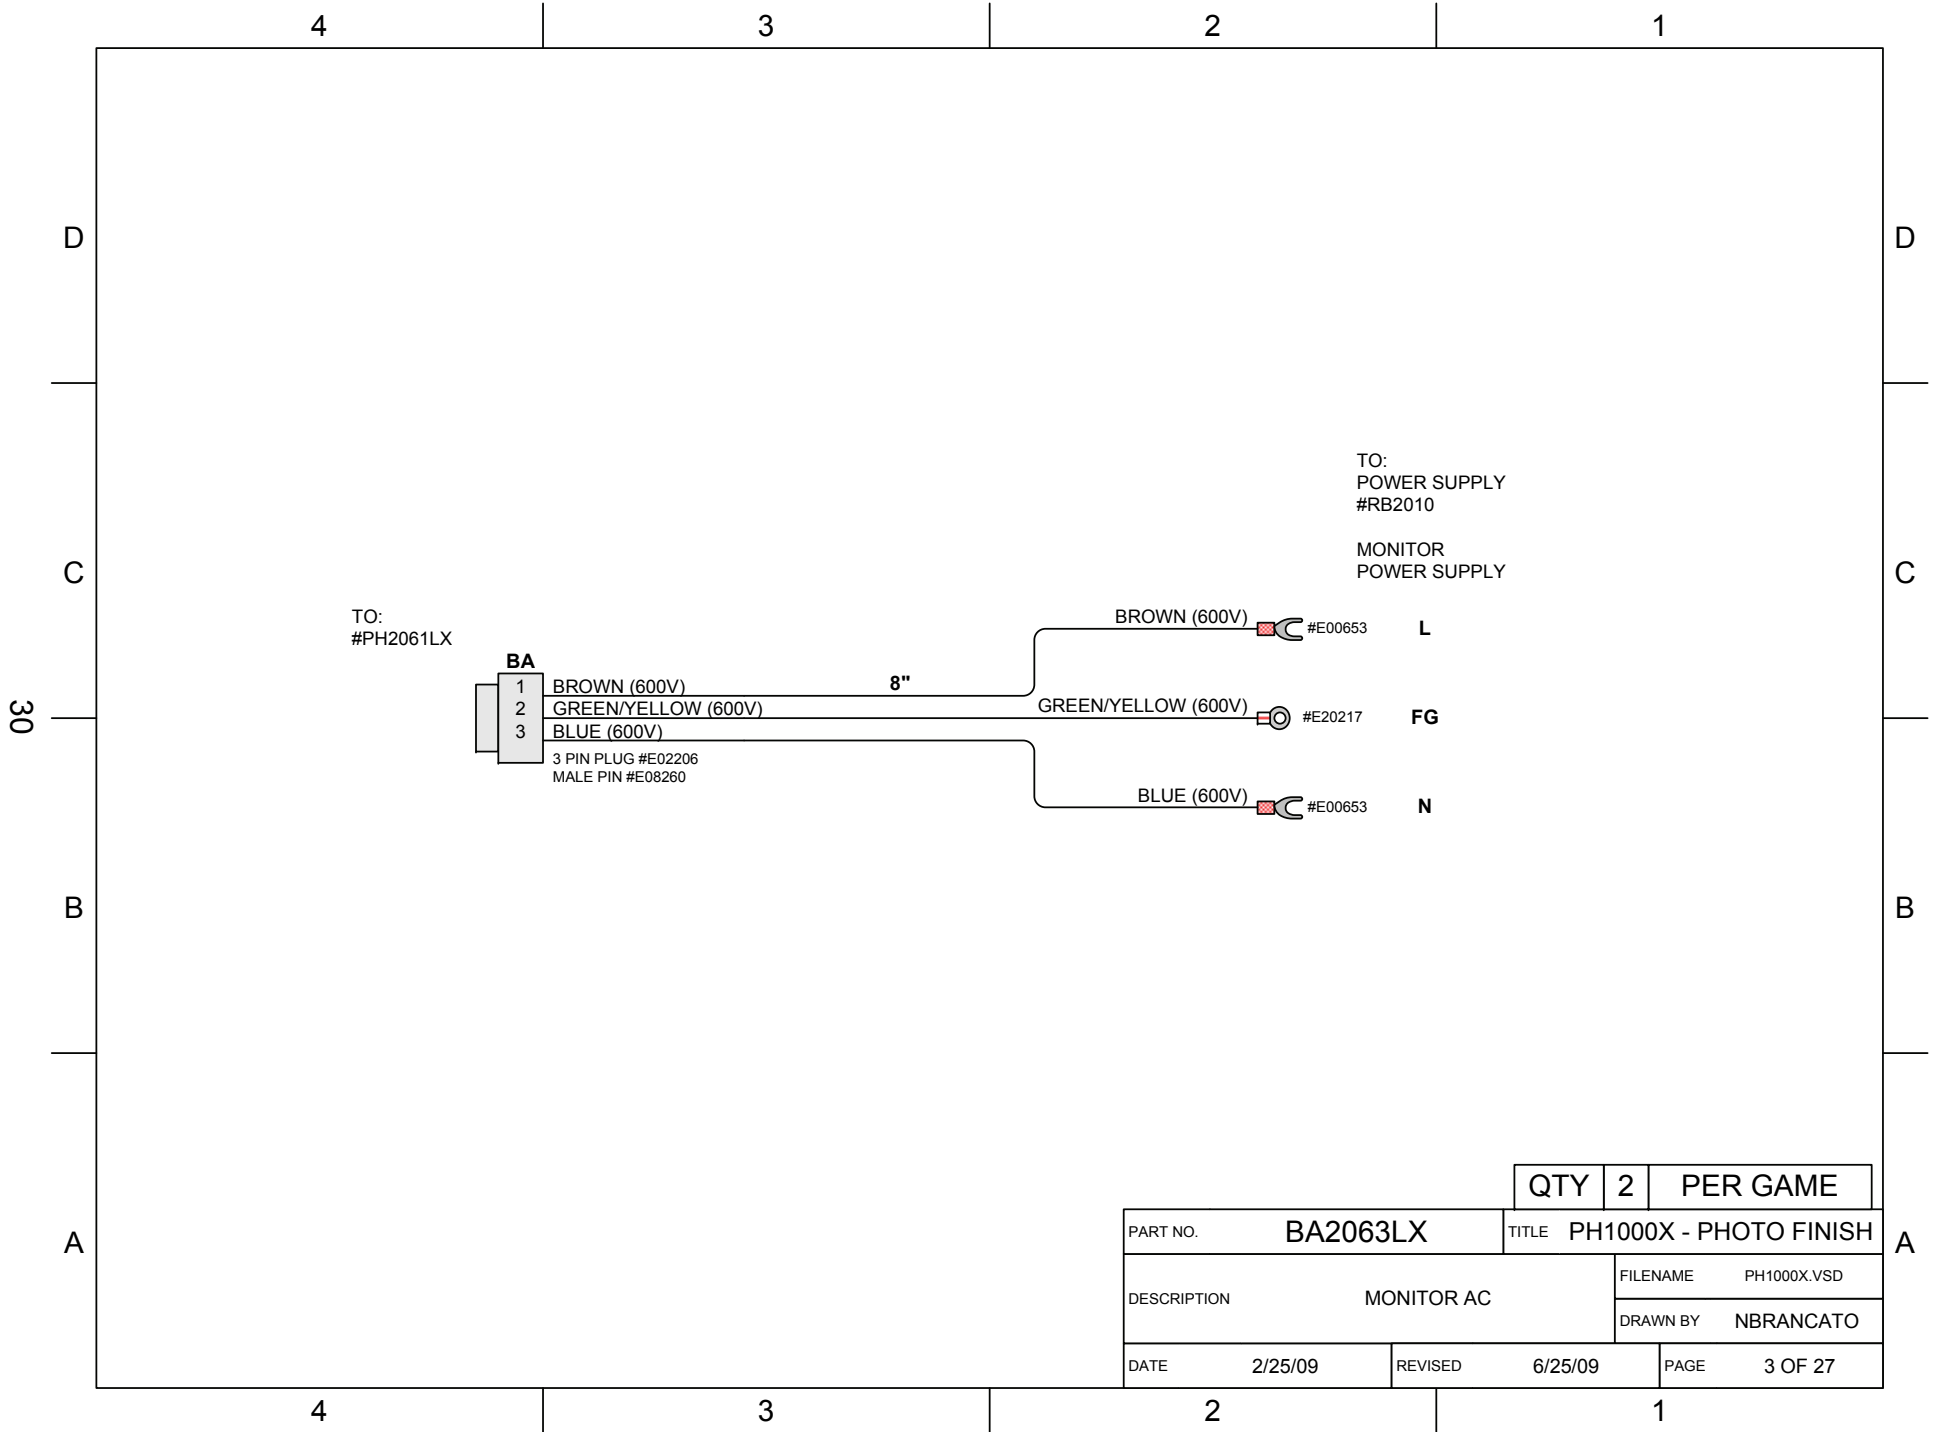 4 3 2 1
D D
TO:
POWER SUPPLY
#RB2010
MONITOR
POWER SUPPLY
C C
TO:
#PH2061LX
BROWN (600V) #E00653 L
BA
1 BROWN (600V) 8"
2 GREEN/YELLOW (600V) GREEN/YELLOW (600V) #E20217 FG
3 BLUE (600V)
3 PIN PLUG #E02206
MALE PIN #E08260
BLUE (600V) #E00653 N
30
B B
QTY 2 PER GAME
PART NO. BA2063LX TITLE PH1000X - PHOTO FINISH
A A
DESCRIPTION MONITOR AC
FILENAME PH1000X.VSD
DRAWN BY NBRANCATO
DATE 2/25/09 REVISED 6/25/09 PAGE 3 OF 27
4 3 2 1